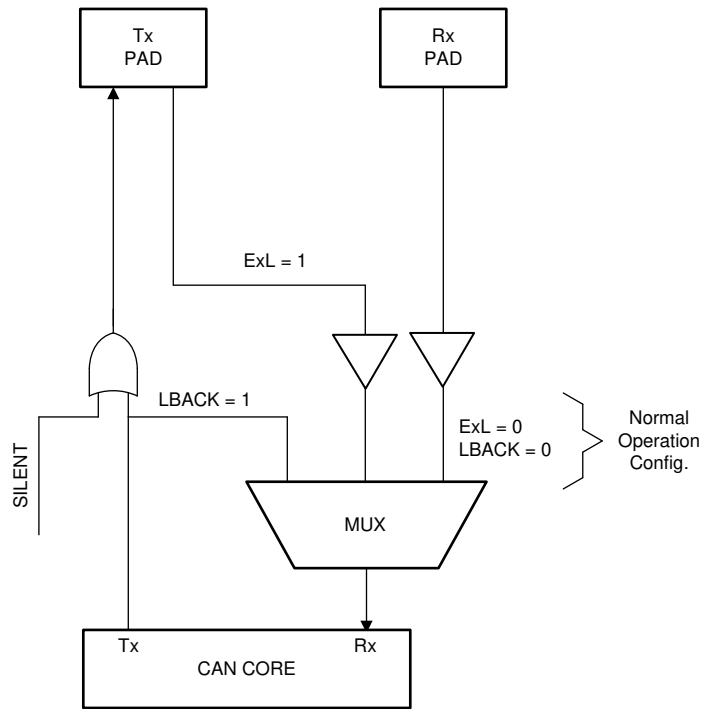 Tx
PAD
Rx
PAD
ExL = 1
LBACK = 1
ExL = 0
LBACK = 0
Normal
Operation
Config.
SILENT
MUX
Tx
Rx
CAN CORE